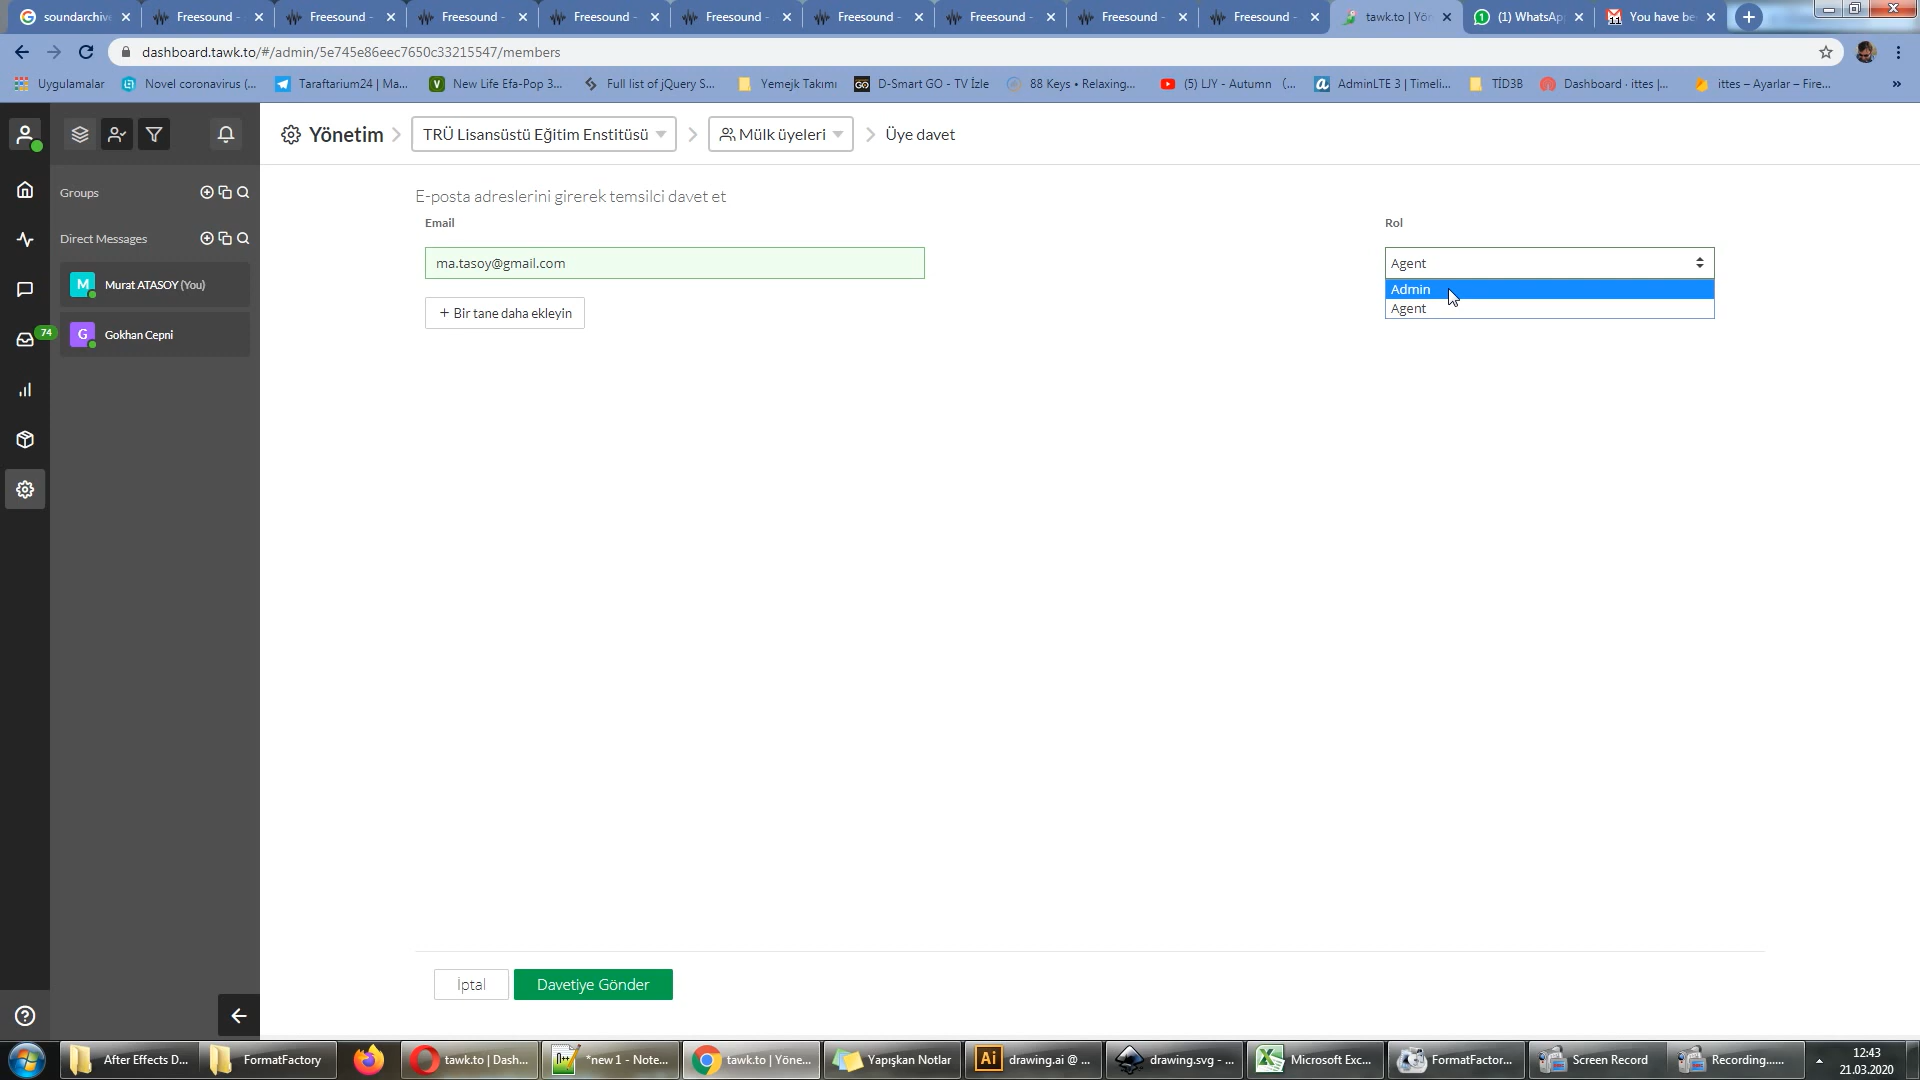 soundarchiv
Freesound -
Freesound -
Freesound -
Freesound -
Freesound -
Freesound -
Freesound -
Freesound -
Freesound -
tawk.to | Yön
(1) WhatsApp
You have be
dashboard.tawk.to/#/admin/5e745e86eec7650c33215547/members
Uygulamalar
Novel coronavirus (...
Taraftarium24 | Ma...
New Life Efa-Pop 3...
Full list of jQuery S...
Yemejk Takımı
D-Smart GO - TV İzle
88 Keys • Relaxing...
(5) LJY - Autumn (...
AdminLTE 3 | Timeli...
TİD3B
Dashboard · ittes |...
ittes – Ayarlar – Fire...
»
Yönetim
TRÜ Lisansüstü Eğitim Enstitüsü
Mülk üyeleri
Üye davet
Groups
Direct Messages
M
Murat ATASOY (You)
G
Gokhan Cepni
74
E-posta adreslerini girerek temsilci davet et
Email
Rol
ma.tasoy@gmail.com
Agent
Admin
Agent
+ Bir tane daha ekleyin
İptal
Davetiye Gönder
After Effects D...
FormatFactory
tawk.to | Dash...
*new 1 - Note...
tawk.to | Yöne...
Yapışkan Notlar
Ai
drawing.ai @ ...
drawing.svg - ...
Microsoft Exc...
FormatFactor...
Screen Record
Recording......
12:43
21.03.2020